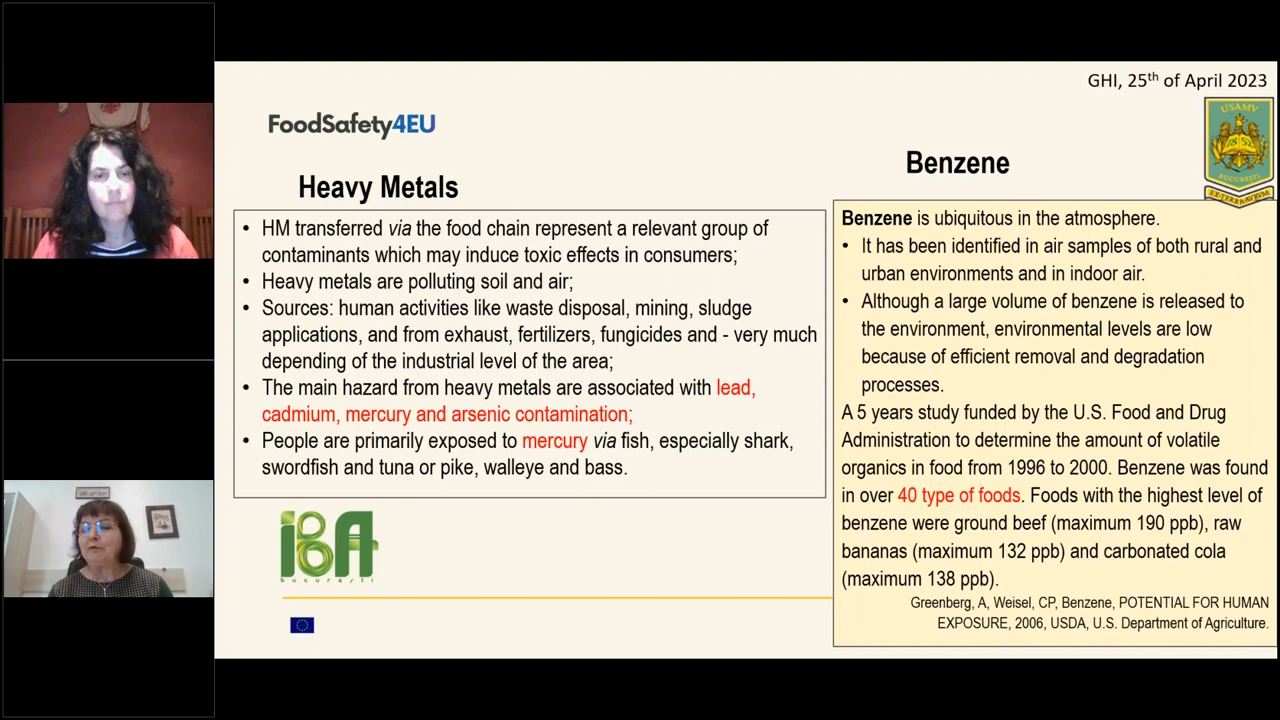 GHI, 25th of April 2023
FoodSafety4EU
USAMV
1852
BUCURESTI
Heavy Metals
• HM transferred via the food chain represent a relevant group of
contaminants which may induce toxic effects in consumers;
• Heavy metals are polluting soil and air;
• Sources: human activities like waste disposal, mining, sludge
applications, and from exhaust, fertilizers, fungicides and - very much
depending of the industrial level of the area;
• The main hazard from heavy metals are associated with lead,
cadmium, mercury and arsenic contamination;
• People are primarily exposed to mercury via fish, especially shark,
swordfish and tuna or pike, walleye and bass.
bucuresti
Benzene
Benzene is ubiquitous in the atmosphere.
• It has been identified in air samples of both rural and
urban environments and in indoor air.
• Although a large volume of benzene is released to
the environment, environmental levels are low
because of efficient removal and degradation
processes.
A 5 years study funded by the U.S. Food and Drug
Administration to determine the amount of volatile
organics in food from 1996 to 2000. Benzene was found
in over 40 type of foods. Foods with the highest level of
benzene were ground beef (maximum 190 ppb), raw
bananas (maximum 132 ppb) and carbonated cola
(maximum 138 ppb).
Greenberg, A, Weisel, CP, Benzene, POTENTIAL FOR HUMAN
EXPOSURE, 2006, USDA, U.S. Department of Agriculture.